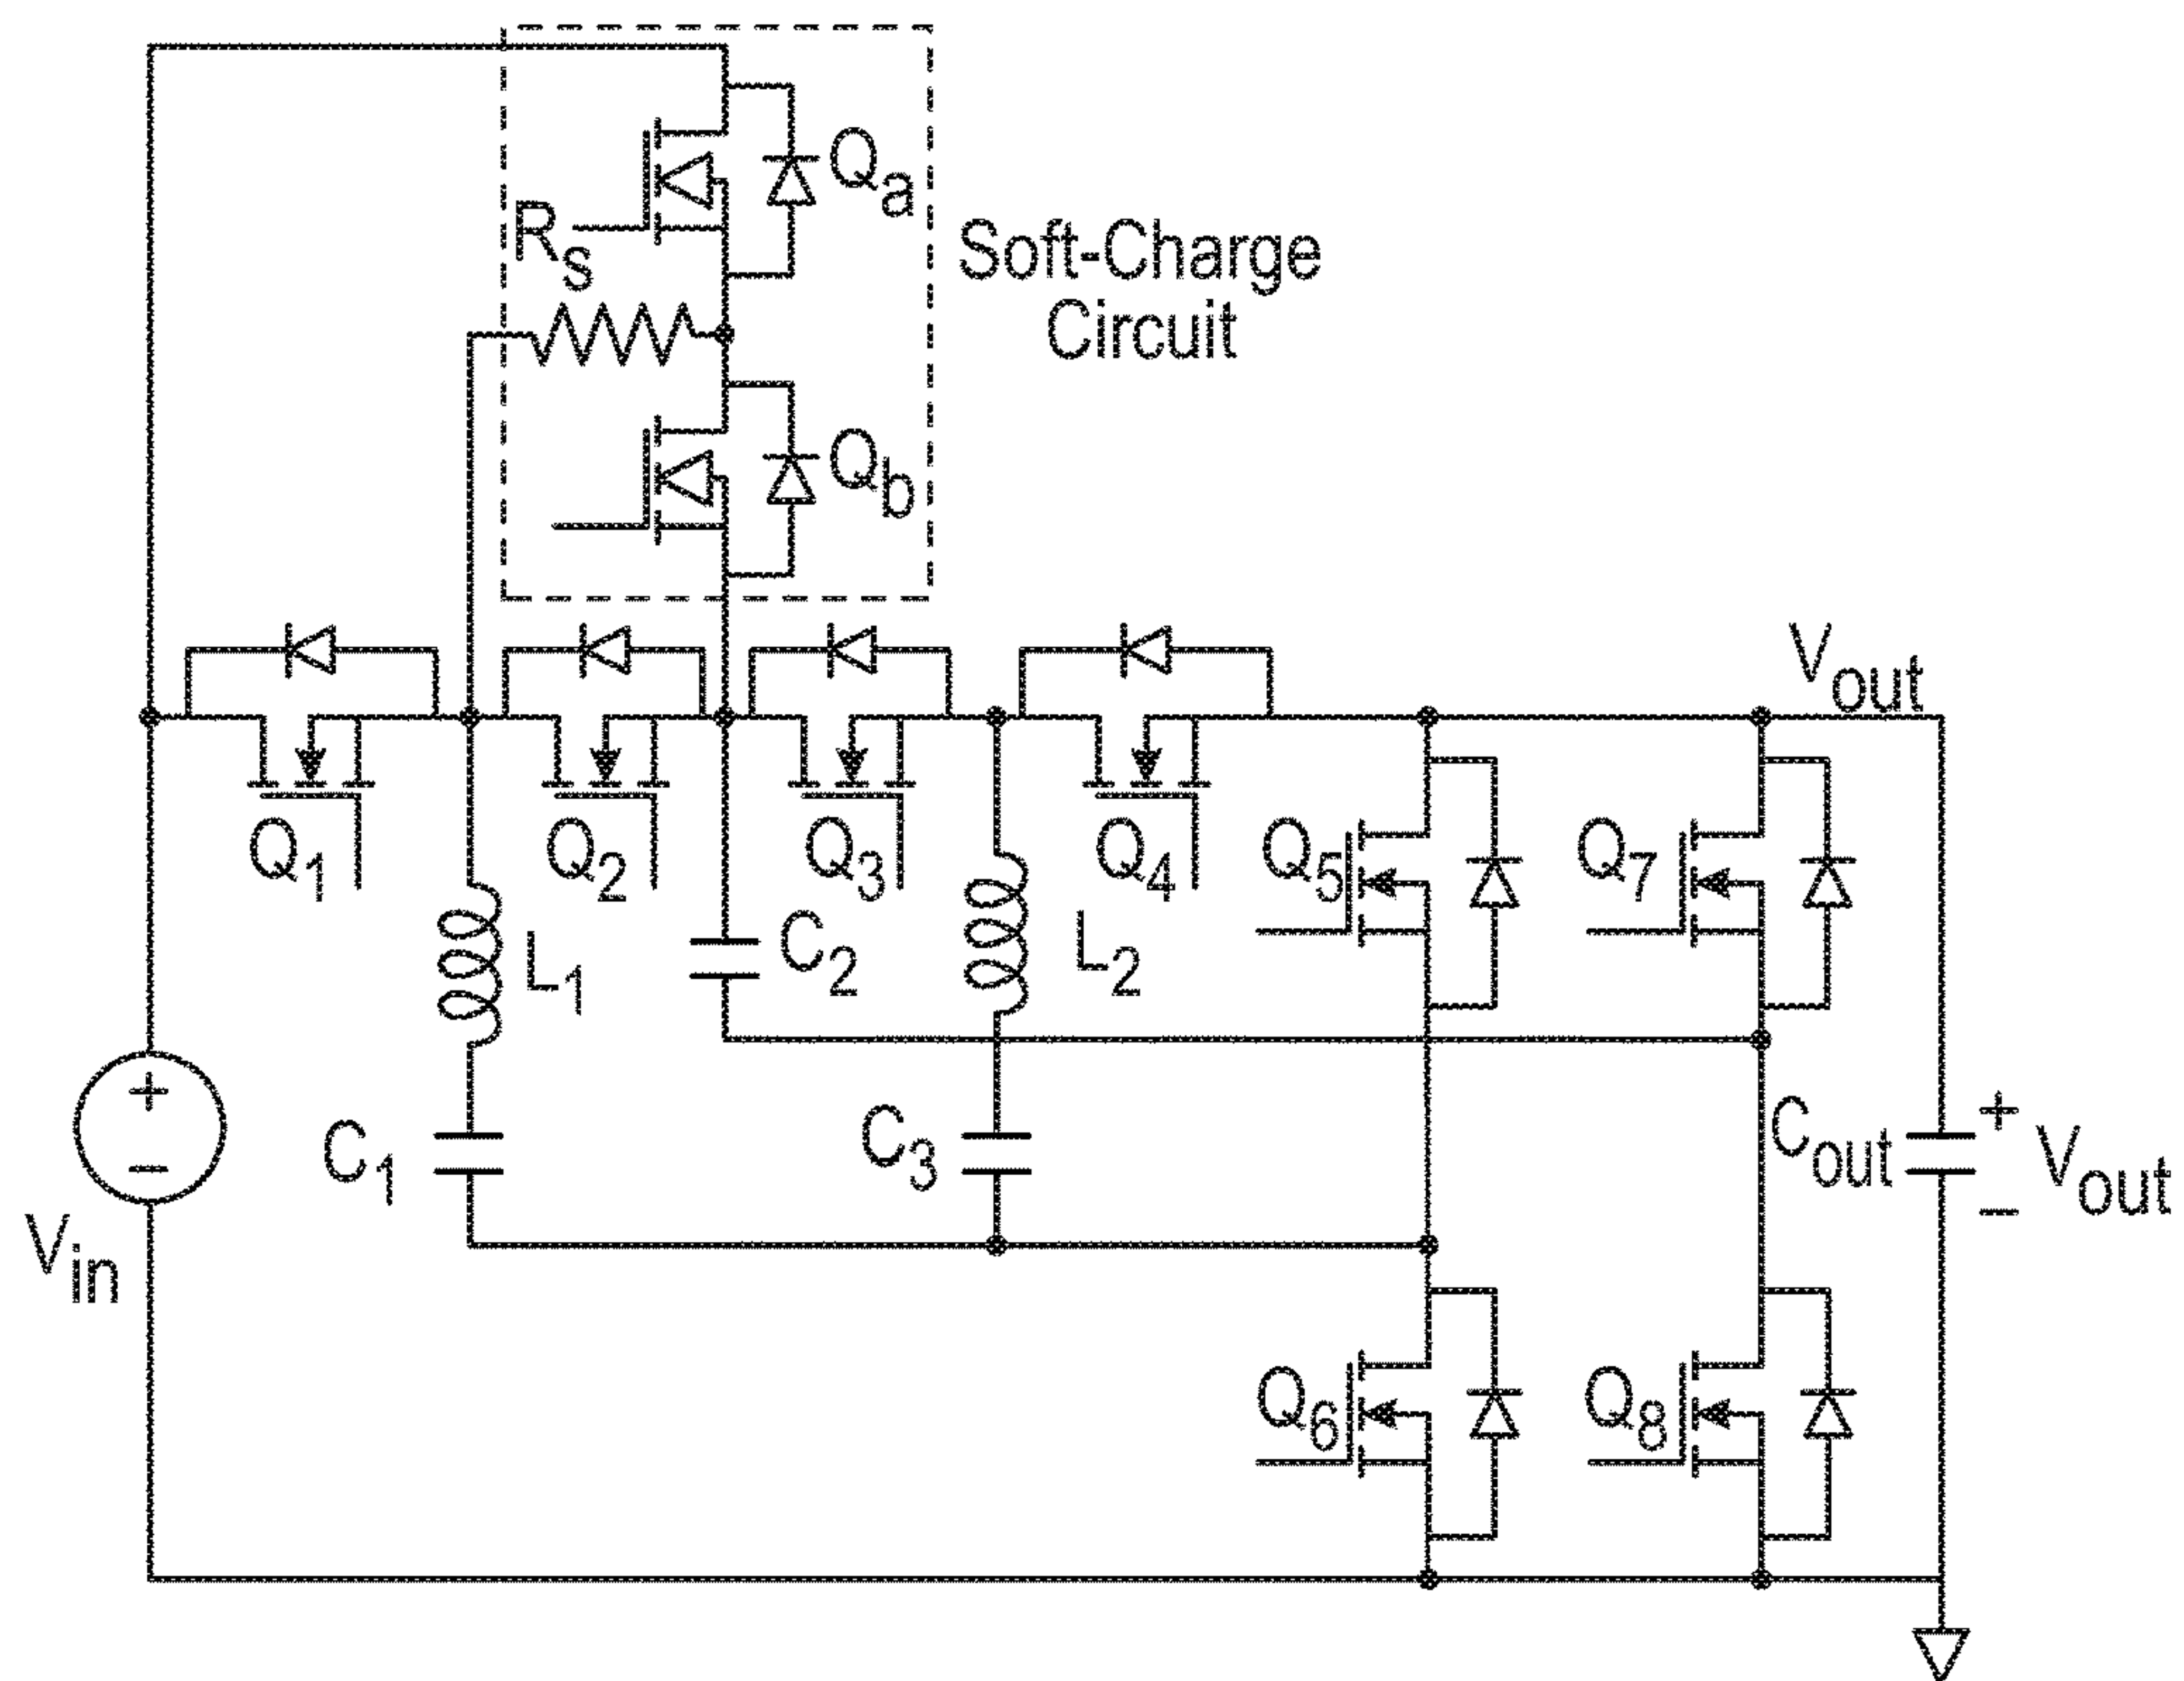 Qa
Rs
Soft-Charge
Circuit
Qb
Vout
Q1
Q2
Q3
Q4
Q5
Q7
L1
C2
L2
+
−
Vin
C1
C3
Cout
+
−
Vout
Q6
Q8